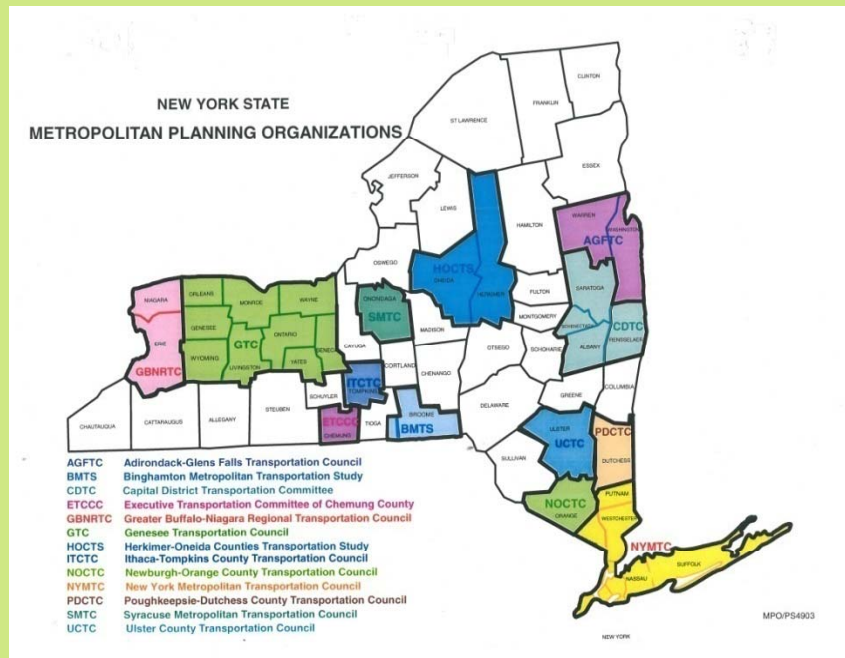 NEW YORK STATE
METROPOLITAN PLANNING ORGANIZATIONS
CLINTON
FRANKLIN
ST LAWRENCE
ESSEX
JEFFERSON
LEWIS
HAMILTON
WARREN
WASHINGTON
AGFTC
OSWEGO
HOCTS
ONEIDA
HERKIMER
FULTON
SARATOGA
MONTGOMERY
SCHENECTADY
CDTC
RENSSELAER
ALBANY
NIAGARA
ORLEANS
MONROE
WAYNE
GENESEE
ONTARIO
ERIE
GTC
WYOMING
LIVINGSTON
YATES
SENECA
GBNRTC
ONONDAGA
SMTC
CAYUGA
MADISON
OTSEGO
SCHOHARIE
CORTLAND
CHENANGO
ITCTC
TOMPKINS
SCHUYLER
CHAUTAUQUA
CATTARAUGUS
ALLEGANY
STEUBEN
ETCCC
CHEMUNG
TIOGA
BROOME
BMTS
DELAWARE
GREENE
COLUMBIA
ULSTER
UCTC
PDCTC
DUTCHESS
SULLIVAN
NOCTC
ORANGE
PUTNAM
WESTCHESTER
NYMTC
NASSAU
SUFFOLK
NEW YORK
AGFTC Adirondack-Glens Falls Transportation Council
BMTS Binghamton Metropolitan Transportation Study
CDTC Capital District Transportation Committee
ETCCC Executive Transportation Committee of Chemung County
GBNRTC Greater Buffalo-Niagara Regional Transportation Council
GTC Genesee Transportation Council
HOCTS Herkimer-Oneida Counties Transportation Study
ITCTC Ithaca-Tompkins County Transportation Council
NOCTC Newburgh-Orange County Transportation Council
NYMTC New York Metropolitan Transportation Council
PDCTC Poughkeepsie-Dutchess County Transportation Council
SMTC Syracuse Metropolitan Transportation Council
UCTC Ulster County Transportation Council
MPO/PS4903